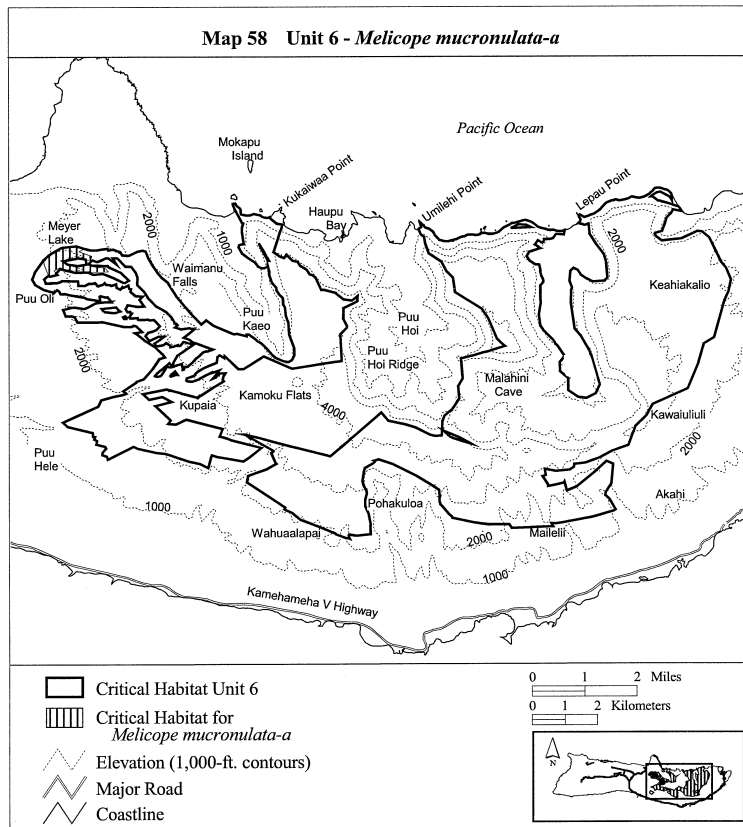 Map 58 Unit 6 - Melicope mucronulata-a
Pacific Ocean
Mokapu
Island
Kukaiwaa Point
Haupu
Bay
Umilehi Point
Lepau Point
Meyer
Lake
2000
1000
2000
Waimanu
Falls
Keahiakalio
Puu Oli
Puu
Kaeo
Puu
Hoi
2000
Puu
Hoi Ridge
Malahini
Cave
Kamoku Flats
Kupaia
4000
Kawaiuliuli
2000
Puu
Hele
1000
Pohakuloa
Akahi
Wahuaalapai
2000
Mailelii
1000
Kamehameha V Highway
Critical Habitat Unit 6
Critical Habitat for
Melicope mucronulata-a
Elevation (1,000-ft. contours)
Major Road
Coastline
0 1 2 Miles
0 1 2 Kilometers
N